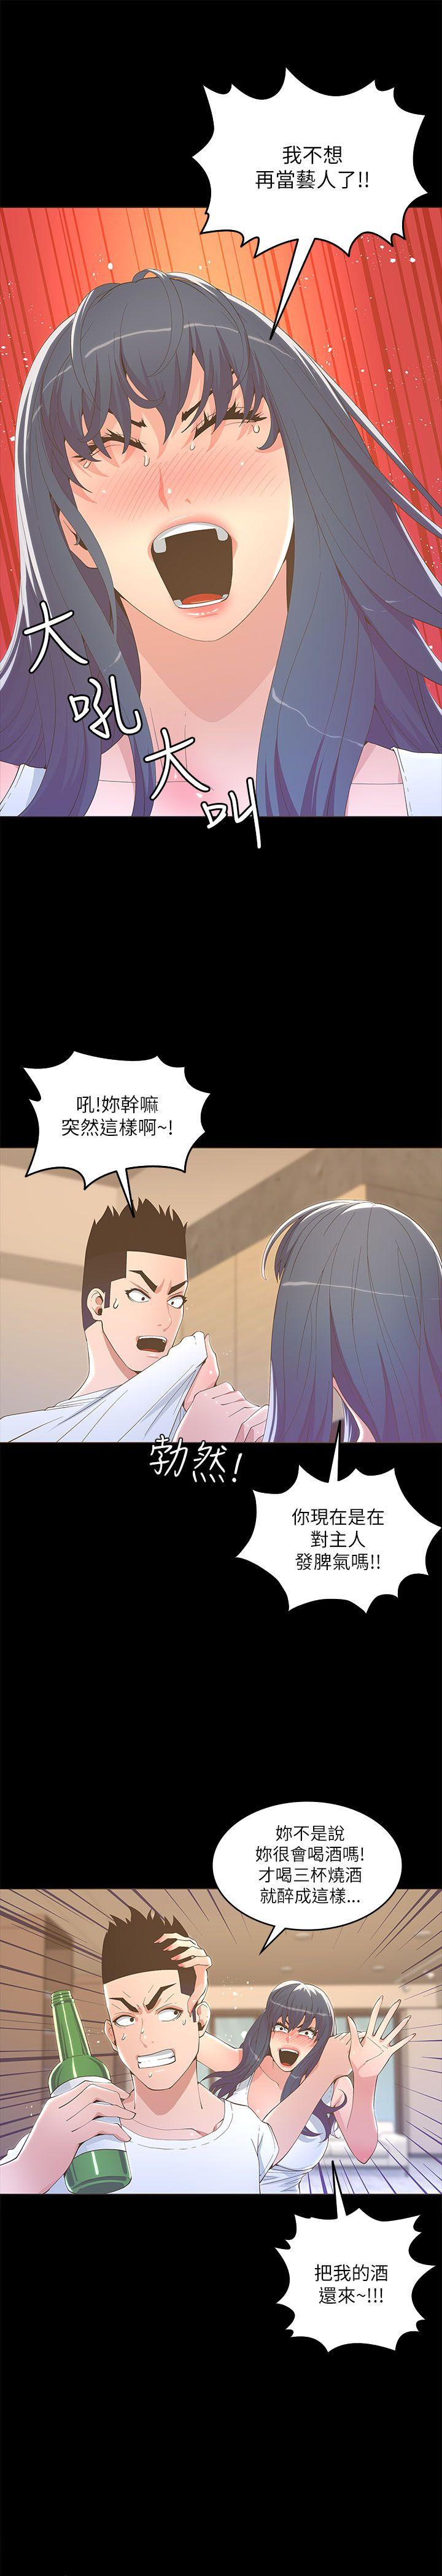 我不想
再當藝人了!!
大
吼
大
叫
吼!妳幹嘛
突然這樣啊~!
勃然!
你現在是在
對主人
發脾氣嗎!!
妳不是說
妳很會喝酒嗎!
才喝三杯燒酒
就醉成這樣...
把我的酒
還來~!!!